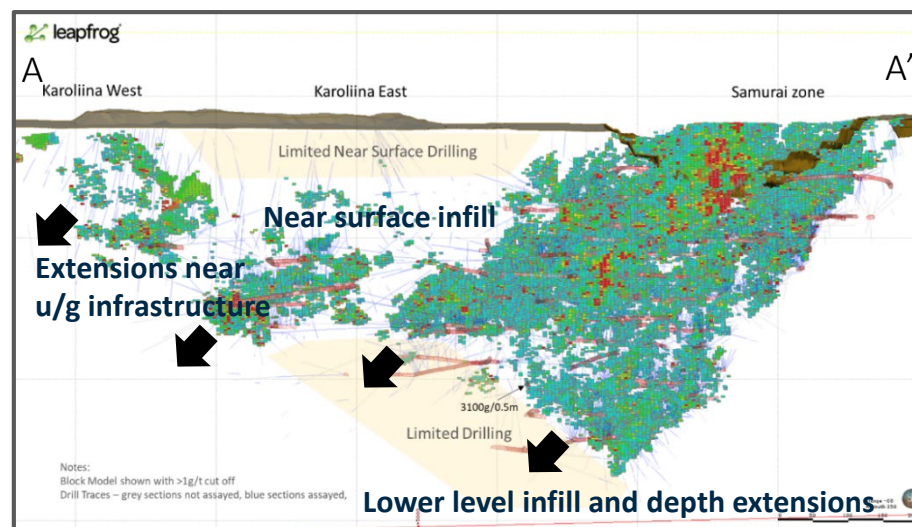 leapfrog
A
A'
Karoliina West
Karoliina East
Samurai zone
Limited Near Surface Drilling
Near surface infill
Extensions near
u/g infrastructure
3100g/0.5m
Limited Drilling
Notes:
Block Model shown with >1g/t cut off
Drill Traces – grey sections not assayed, blue sections assayed,
Lower level infill and depth extensions